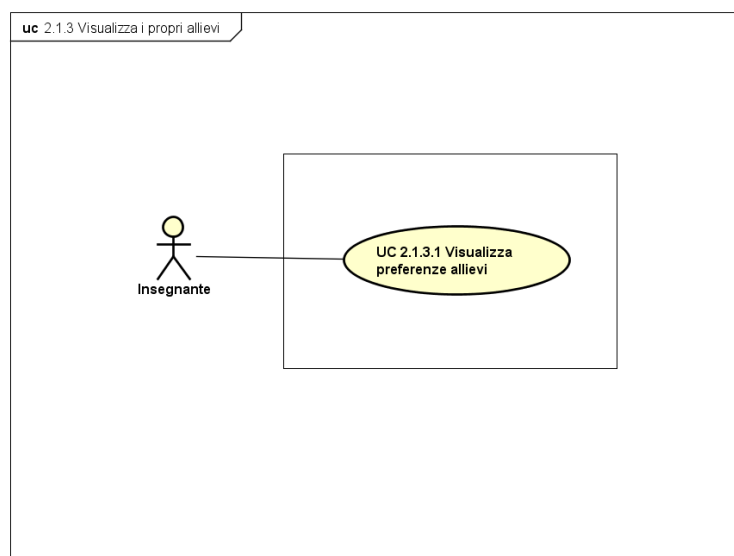 uc 2.1.3 Visualizza i propri allievi
UC 2.1.3.1 Visualizza
preferenze allievi
Insegnante